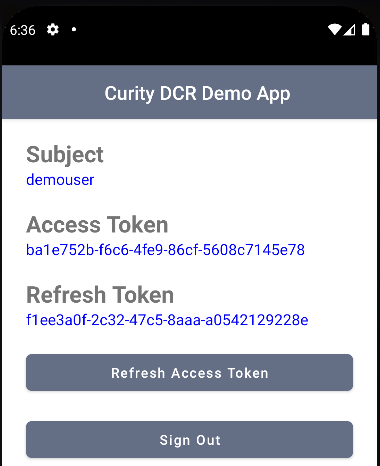 6:36
Curity DCR Demo App
Subject
demouser
Access Token
ba1e752b-f6c6-4fe9-86cf-5608c7145e78
Refresh Token
f1ee3a0f-2c32-47c5-8aaa-a0542129228e
Refresh Access Token
Sign Out